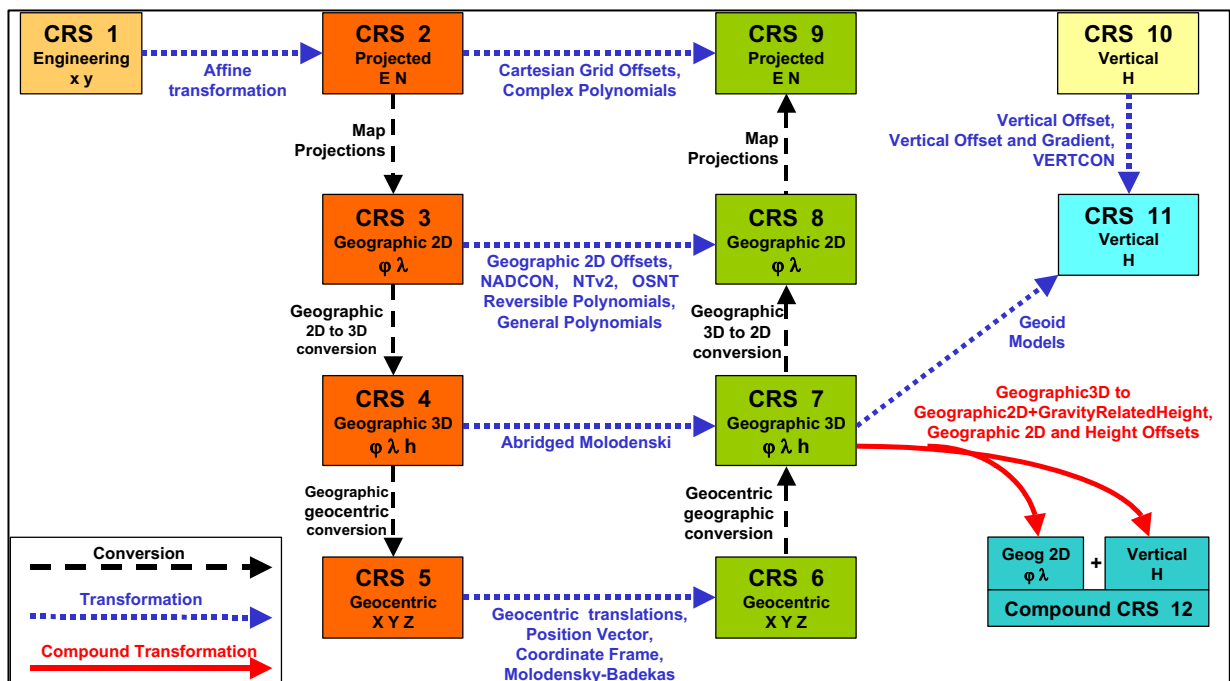 CRS 1
Engineering
x y
Affine
transformation
CRS 2
Projected
E N
Cartesian Grid Offsets,
Complex Polynomials
CRS 9
Projected
E N
CRS 10
Vertical
H
Map
Projections
Map
Projections
Vertical Offset,
Vertical Offset and Gradient,
VERTCON
CRS 3
Geographic 2D
φ λ
Geographic 2D Offsets,
NADCON, NTv2, OSNT
Reversible Polynomials,
General Polynomials
CRS 8
Geographic 2D
φ λ
CRS 11
Vertical
H
Geographic
2D to 3D
conversion
Geographic
3D to 2D
conversion
Geoid
Models
CRS 4
Geographic 3D
φ λ h
Abridged Molodenski
CRS 7
Geographic 3D
φ λ h
Geographic3D to
Geographic2D+GravityRelatedHeight,
Geographic 2D and Height Offsets
Geographic
geocentric
conversion
Geocentric
geographic
conversion
CRS 5
Geocentric
X Y Z
Geocentric translations,
Position Vector,
Coordinate Frame,
Molodensky-Badekas
CRS 6
Geocentric
X Y Z
Geog 2D
φ λ
+
Vertical
H
Compound CRS 12
Conversion
Transformation
Compound Transformation